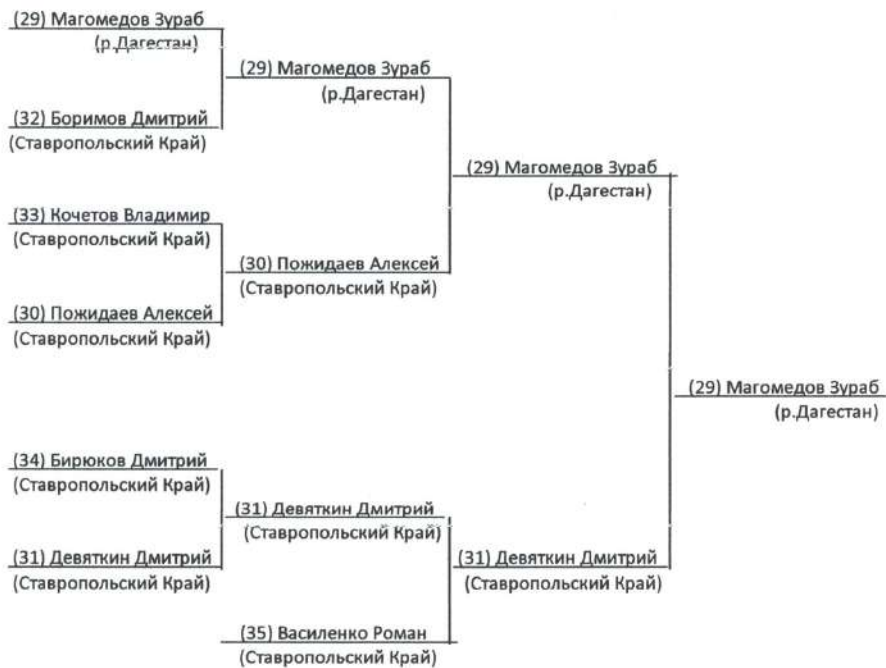 (29) Магомедов Зураб
(р.Дагестан)
(32) Боримов Дмитрий
(Ставропольский Край)
(33) Кочетов Владимир
(Ставропольский Край)
(30) Пожидаев Алексей
(Ставропольский Край)
(34) Бирюков Дмитрий
(Ставропольский Край)
(31) Девяткин Дмитрий
(Ставропольский Край)
(29) Магомедов Зураб
(р.Дагестан)
(30) Пожидаев Алексей
(Ставропольский Край)
(31) Девяткин Дмитрий
(Ставропольский Край)
(35) Василенко Роман
(Ставропольский Край)
(29) Магомедов Зураб
(р.Дагестан)
(31) Девяткин Дмитрий
(Ставропольский Край)
(29) Магомедов Зураб
(р.Дагестан)